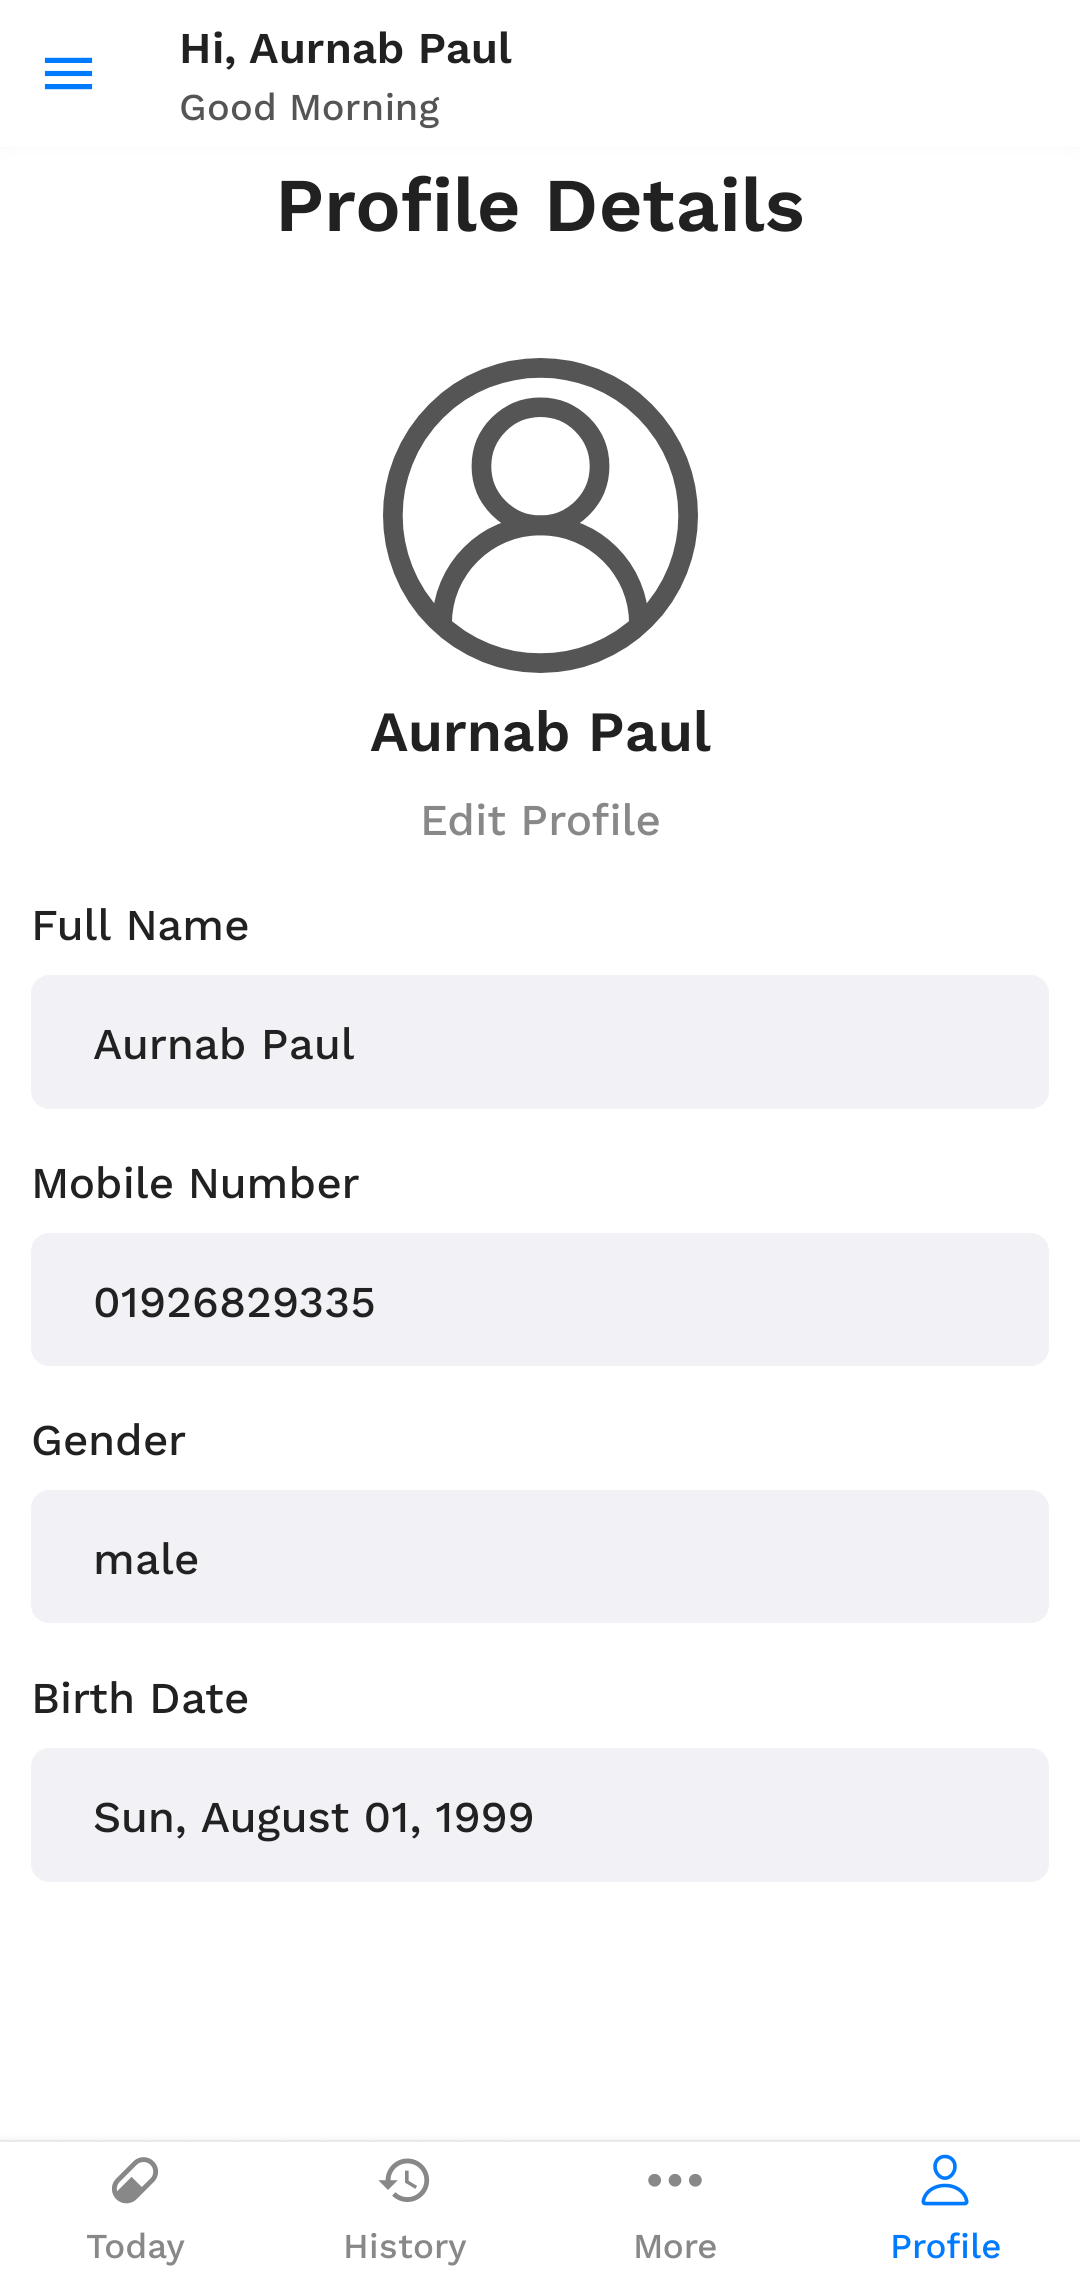 Hi, Aurnab Paul
Good Morning
Profile Details
Aurnab Paul
Edit Profile
Full Name
Aurnab Paul
Mobile Number
01926829335
Gender
male
Birth Date
Sun, August 01, 1999
Today
History
More
Profile